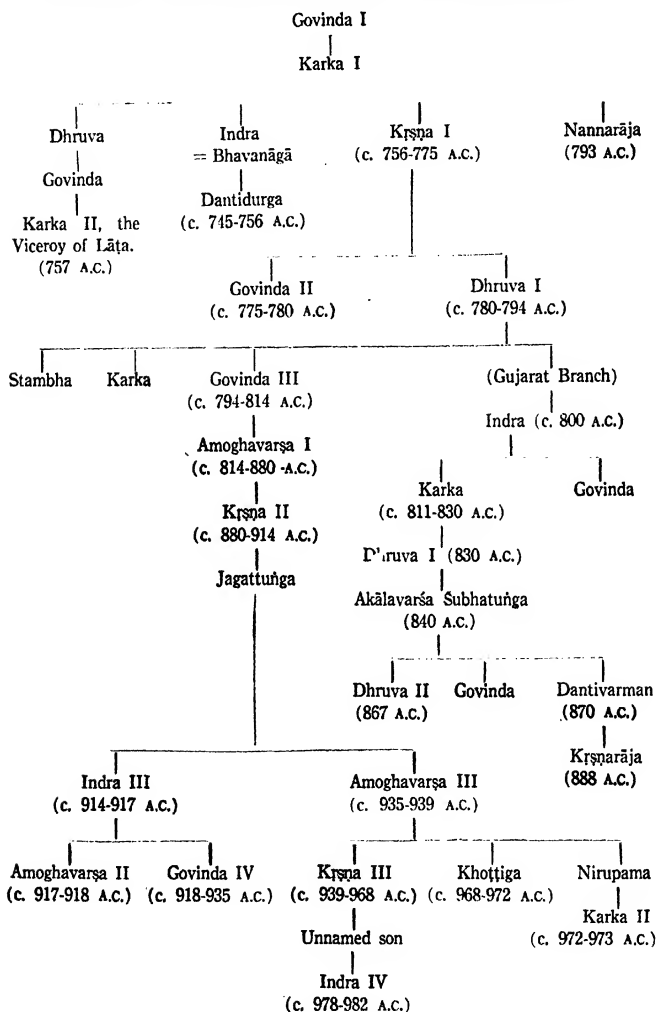 Govinda I
Karka I
Dhruva Indra Kṛṣṇa I Nannarāja
= Bhavanāgā (c. 756-775 A.C.) (793 A.C.)
Govinda Dantidurga
Karka II, the (c. 745-756 A.C.)
Viceroy of Lāṭa.
(757 A.C.)
Govinda II Dhruva I
(c. 775-780 A.C.) (c. 780-794 A.C.)
Stambha Karka Govinda III (Gujarat Branch)
(c. 794-814 A.C.)
Indra (c. 800 A.C.)
Amoghavarṣa I
(c. 814-880 A.C.)
Karka Govinda
Kṛṣṇa II (c. 811-830 A.C.)
(c. 880-914 A.C.)
Dhruva I (830 A.C.)
Jagattuṅga
Akālavarśa Śubhatuṅga
(840 A.C.)
Dhruva II Govinda Dantivarman
(867 A.C.) (870 A.C.)
Kṛṣṇarāja
Indra III Amoghavarṣa III (888 A.C.)
(c. 914-917 A.C.) (c. 935-939 A.C.)
Amoghavarṣa II Govinda IV Kṛṣṇa III Khoṭṭiga Nirupama
(c. 917-918 A.C.) (c. 918-935 A.C.) (c. 939-968 A.C.) (c. 968-972 A.C.)
Karka II
Unnamed son (c. 972-973 A.C.)
Indra IV
(c. 978-982 A.C.)